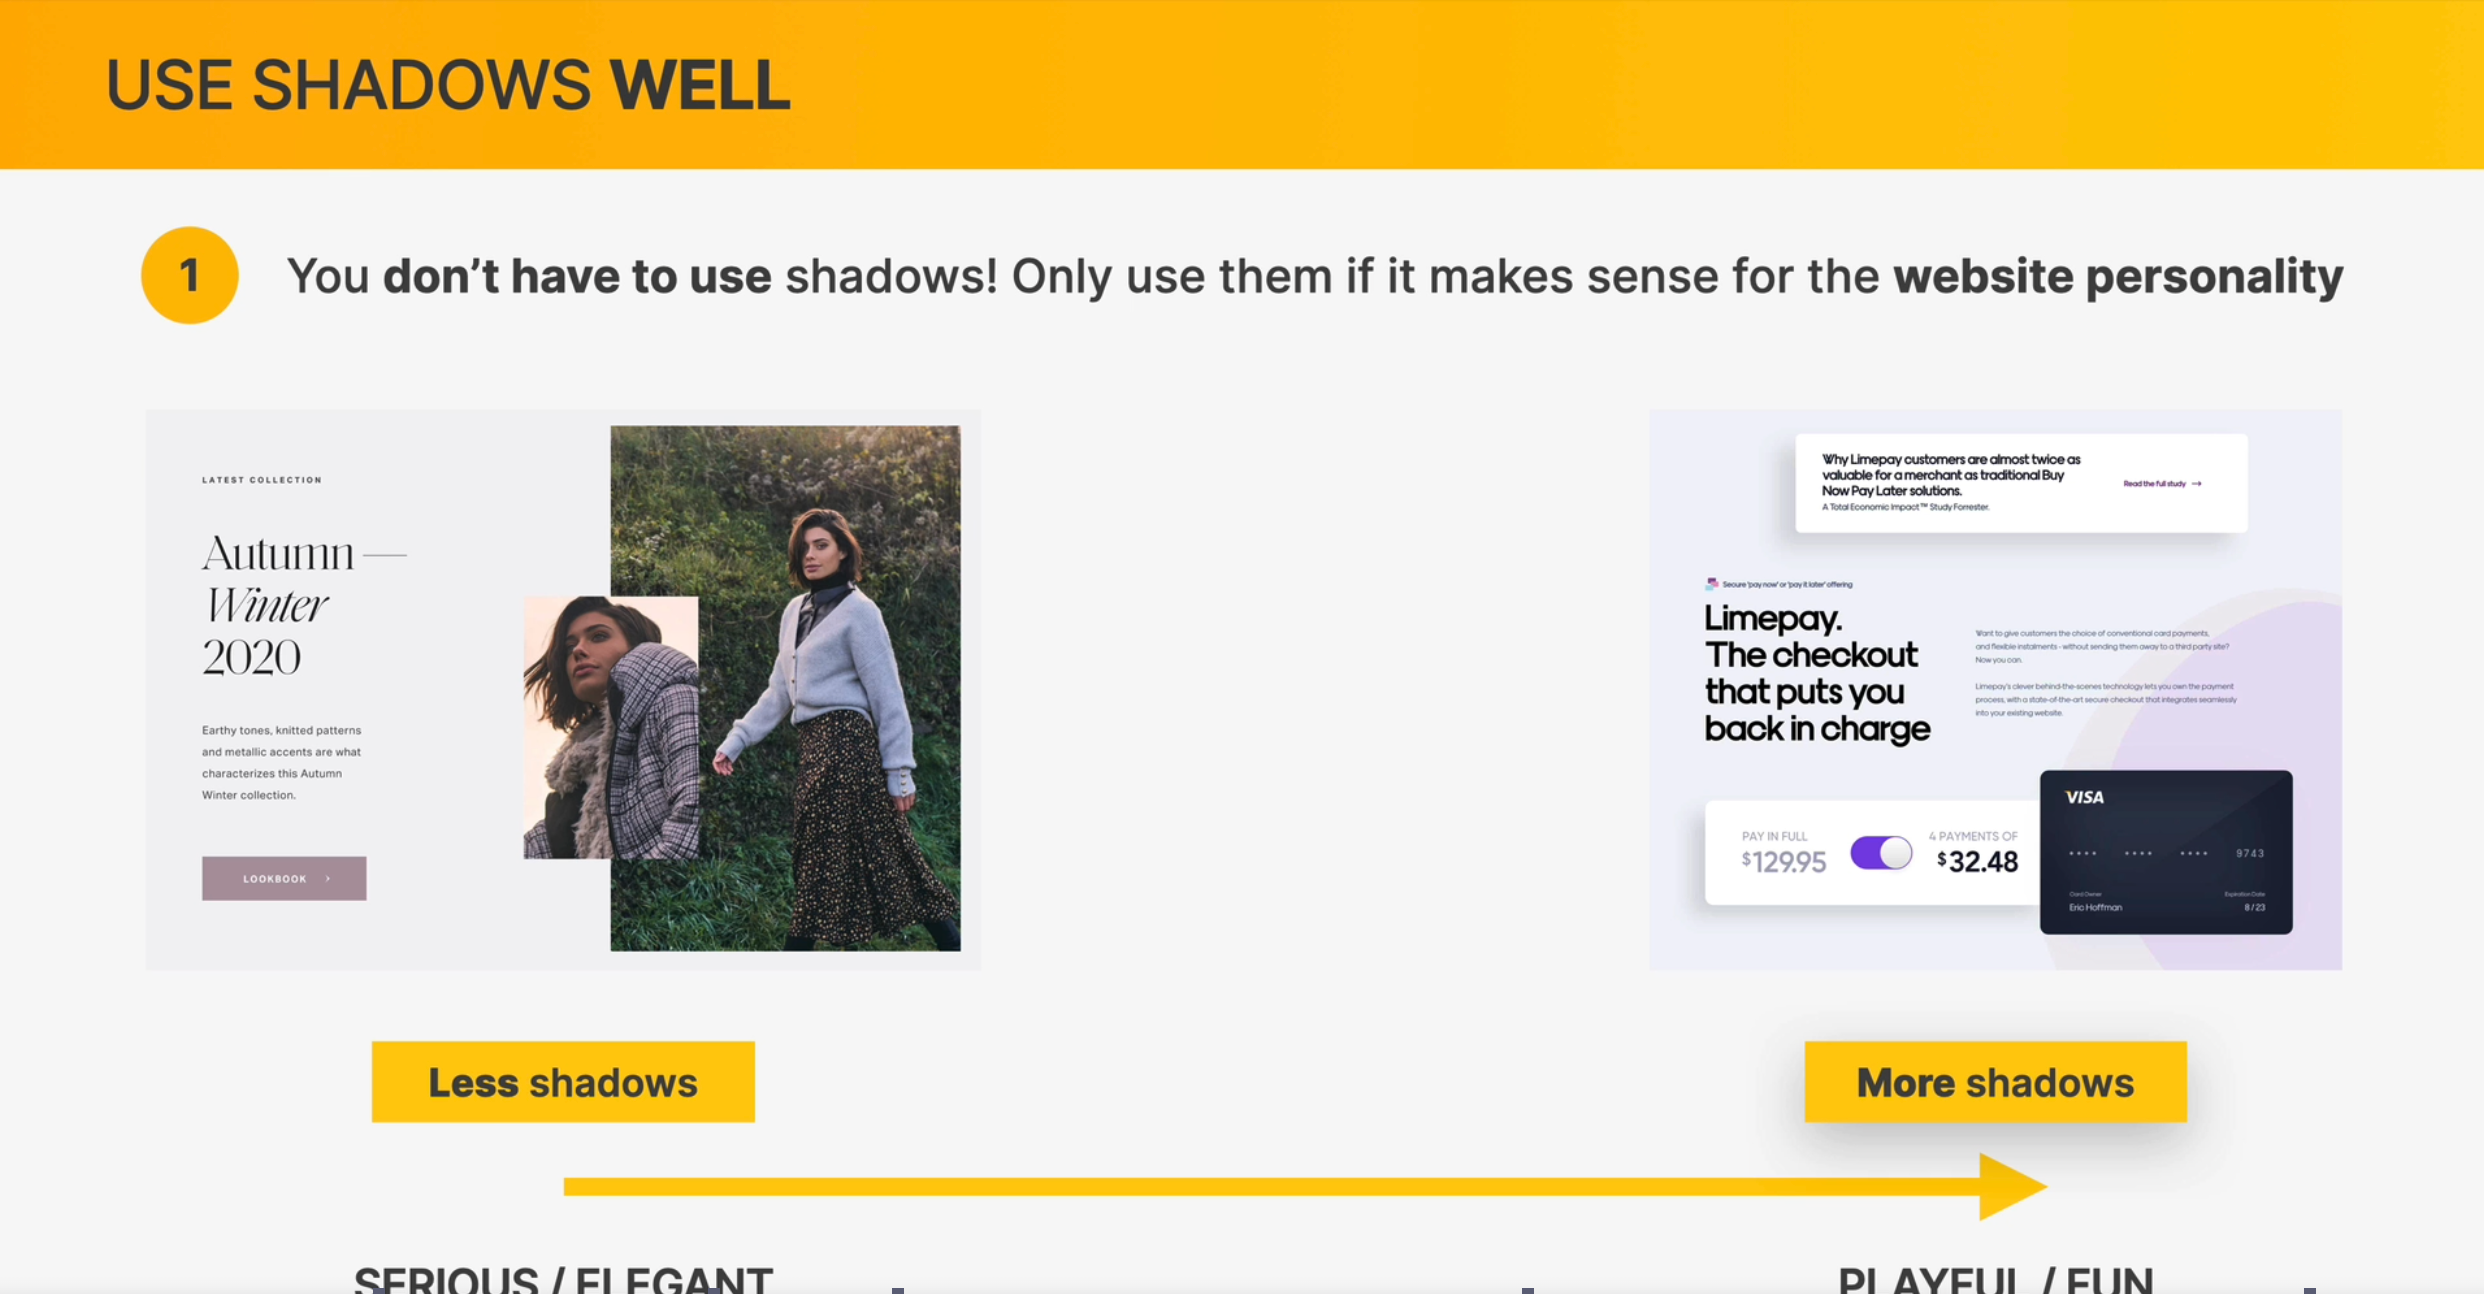 USE SHADOWS WELL
1
You don’t have to use shadows! Only use them if it makes sense for the website personality
LATEST COLLECTION
Autumn —
Winter
2020
Earthy tones, knitted patterns
and metallic accents are what
characterizes this Autumn
Winter collection.
LOOKBOOK >
Why Limepay customers are almost twice as
valuable for a merchant as traditional Buy
Now Pay Later solutions.
A Total Economic Impact™ Study Forrester.
Read the full study →
Secure 'pay now' or 'pay it later' offering
Limepay.
The checkout
that puts you
back in charge
Want to give customers the choice of conventional card payments,
and flexible instalments - without sending them away to a third party site?
Now you can.
Limepay's clever behind-the-scenes technology lets you own the payment
process, with a state-of-the-art secure checkout that integrates seamlessly
into your existing website.
PAY IN FULL
$129.95
4 PAYMENTS OF
$32.48
VISA
•••• •••• •••• 9743
Card Owner
Eric Hoffman
Expiration Date
8/23
Less shadows
More shadows
SERIOUS / ELEGANT
PLAYFUL / FUN